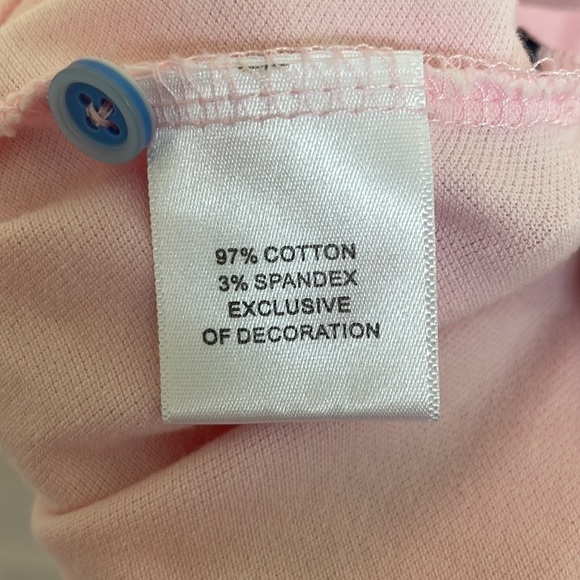 97% COTTON
3% SPANDEX
EXCLUSIVE
OF DECORATION